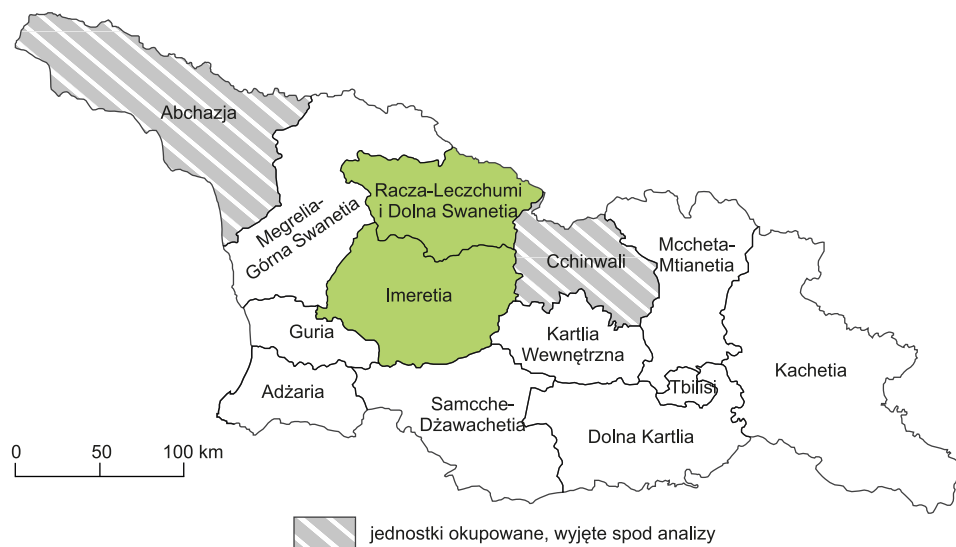 Abchazja
Racza-Leczchumi
i Dolna Swanetia
Megrelia-
Górna Swanetia
Mccheta-
Mtianetia
Cchinwali
Imeretia
Guria
Kartlia
Wewnętrzna
Kachetia
Tbilisi
Adżaria
Samcche-
Dżawachetia
Dolna Kartlia
0 50 100 km
jednostki okupowane, wyjęte spod analizy